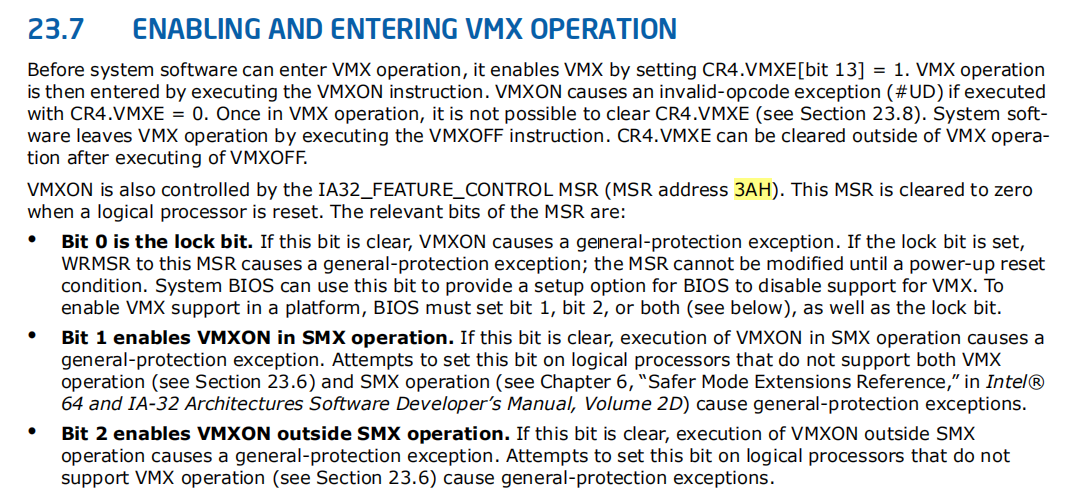 23.7 ENABLING AND ENTERING VMX OPERATION
Before system software can enter VMX operation, it enables VMX by setting CR4.VMXE[bit 13] = 1. VMX operation
is then entered by executing the VMXON instruction. VMXON causes an invalid-opcode exception (#UD) if executed
with CR4.VMXE = 0. Once in VMX operation, it is not possible to clear CR4.VMXE (see Section 23.8). System soft-
ware leaves VMX operation by executing the VMXOFF instruction. CR4.VMXE can be cleared outside of VMX opera-
tion after executing of VMXOFF.
VMXON is also controlled by the IA32_FEATURE_CONTROL MSR (MSR address 3AH). This MSR is cleared to zero
when a logical processor is reset. The relevant bits of the MSR are:
• Bit 0 is the lock bit. If this bit is clear, VMXON causes a general-protection exception. If the lock bit is set,
WRMSR to this MSR causes a general-protection exception; the MSR cannot be modified until a power-up reset
condition. System BIOS can use this bit to provide a setup option for BIOS to disable support for VMX. To
enable VMX support in a platform, BIOS must set bit 1, bit 2, or both (see below), as well as the lock bit.
• Bit 1 enables VMXON in SMX operation. If this bit is clear, execution of VMXON in SMX operation causes a
general-protection exception. Attempts to set this bit on logical processors that do not support both VMX
operation (see Section 23.6) and SMX operation (see Chapter 6, “Safer Mode Extensions Reference,” in Intel®
64 and IA-32 Architectures Software Developer’s Manual, Volume 2D) cause general-protection exceptions.
• Bit 2 enables VMXON outside SMX operation. If this bit is clear, execution of VMXON outside SMX
operation causes a general-protection exception. Attempts to set this bit on logical processors that do not
support VMX operation (see Section 23.6) cause general-protection exceptions.